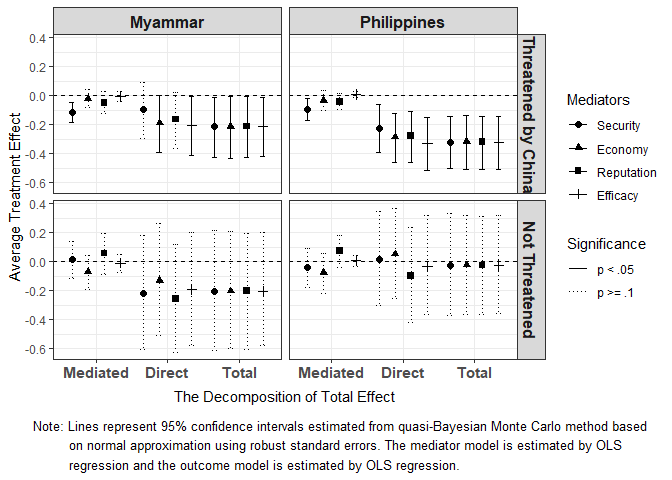 Myammar
Philippines
Average Treatment Effect
0.4
0.2
0.0
-0.2
-0.4
-0.6
Threatened by China
0.4
0.2
0.0
-0.2
-0.4
-0.6
Not Threatened
Mediated Direct Total
Mediated Direct Total
The Decomposition of Total Effect
Mediators
Security
Economy
Reputation
Efficacy
Significance
p < .05
p >= .1
Note: Lines represent 95% confidence intervals estimated from quasi-Bayesian Monte Carlo method based
on normal approximation using robust standard errors. The mediator model is estimated by OLS
regression and the outcome model is estimated by OLS regression.